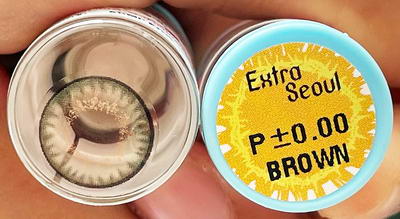 Extra
Seoul
P±0.00
BROWN